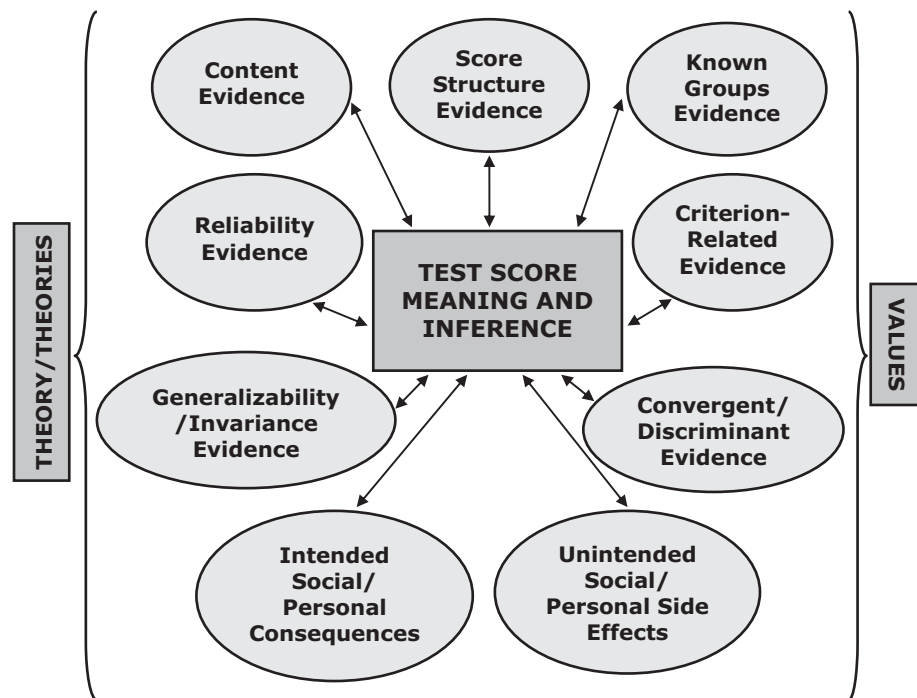 Content
Evidence
Score
Structure
Evidence
Known
Groups
Evidence
Reliability
Evidence
Criterion-
Related
Evidence
THEORY/THEORIES
TEST SCORE
MEANING AND
INFERENCE
VALUES
Generalizability
/Invariance
Evidence
Convergent/
Discriminant
Evidence
Intended
Social/
Personal
Consequences
Unintended
Social/
Personal Side
Effects